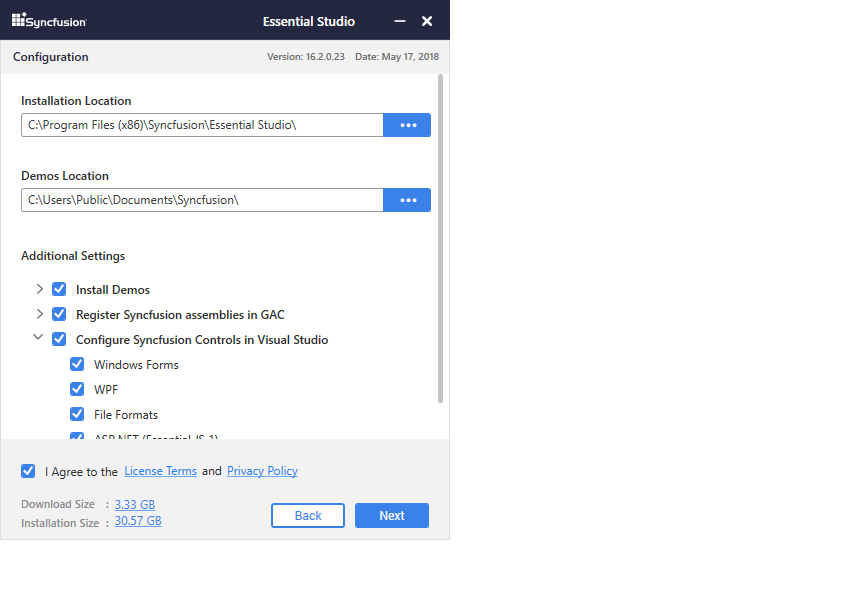 Syncfusion
Essential Studio
Configuration
Version: 16.2.0.23 Date: May 17, 2018
Installation Location
C:\Program Files (x86)\Syncfusion\Essential Studio\
Demos Location
C:\Users\Public\Documents\Syncfusion\
Additional Settings
Install Demos
Register Syncfusion assemblies in GAC
Configure Syncfusion Controls in Visual Studio
Windows Forms
WPF
File Formats
ASP.NET (Essential JS 1)
I Agree to the License Terms and Privacy Policy
Download Size : 3.33 GB
Installation Size : 30.57 GB
Back
Next